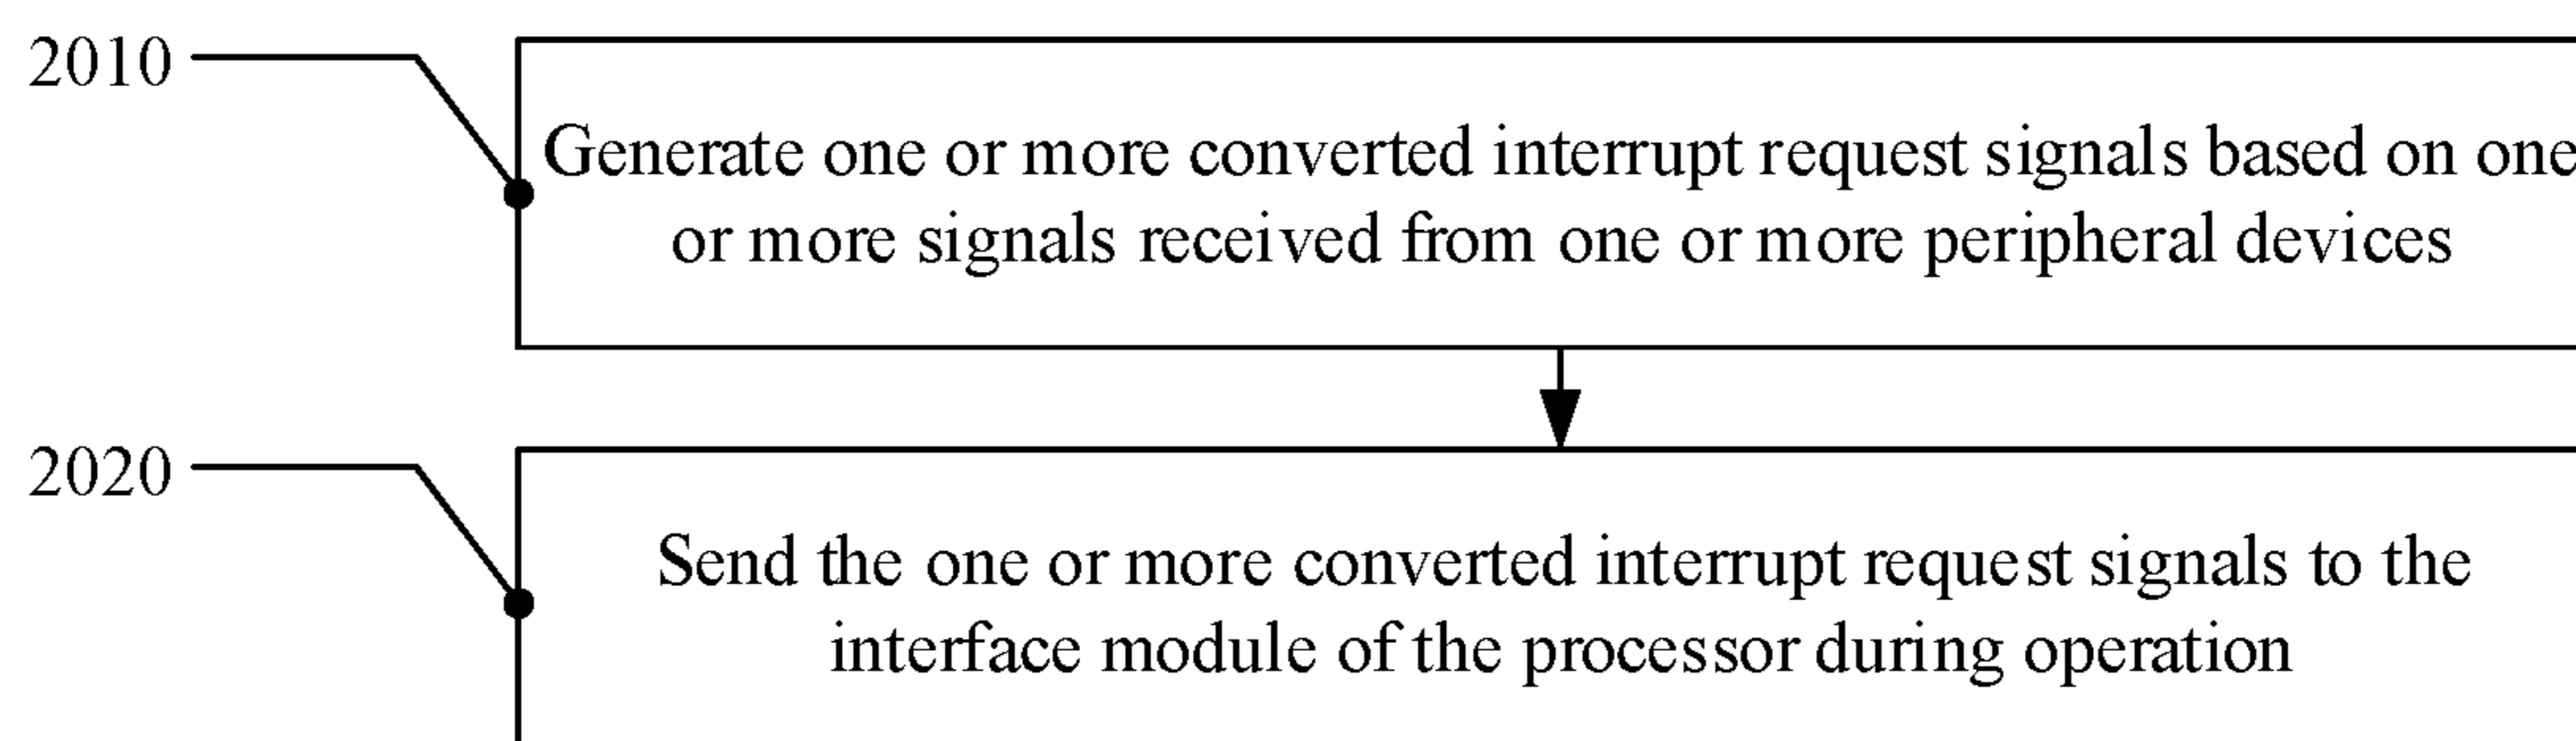 2010
Generate one or more converted interrupt request signals based on one
or more signals received from one or more peripheral devices
2020
Send the one or more converted interrupt request signals to the
interface module of the processor during operation